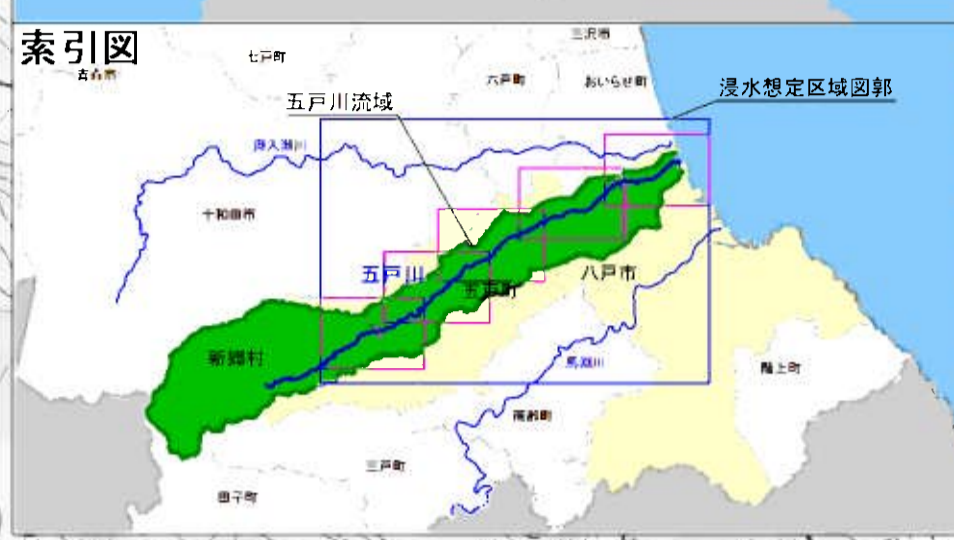 索引図
青森市
七戸町
三沢市
六戸町
おいらせ町
浸水想定区域図郭
五戸川流域
奥入瀬川
十和田市
五戸川
五戸町
八戸市
新郷村
馬淵川
階上町
南部町
三戸町
田子町